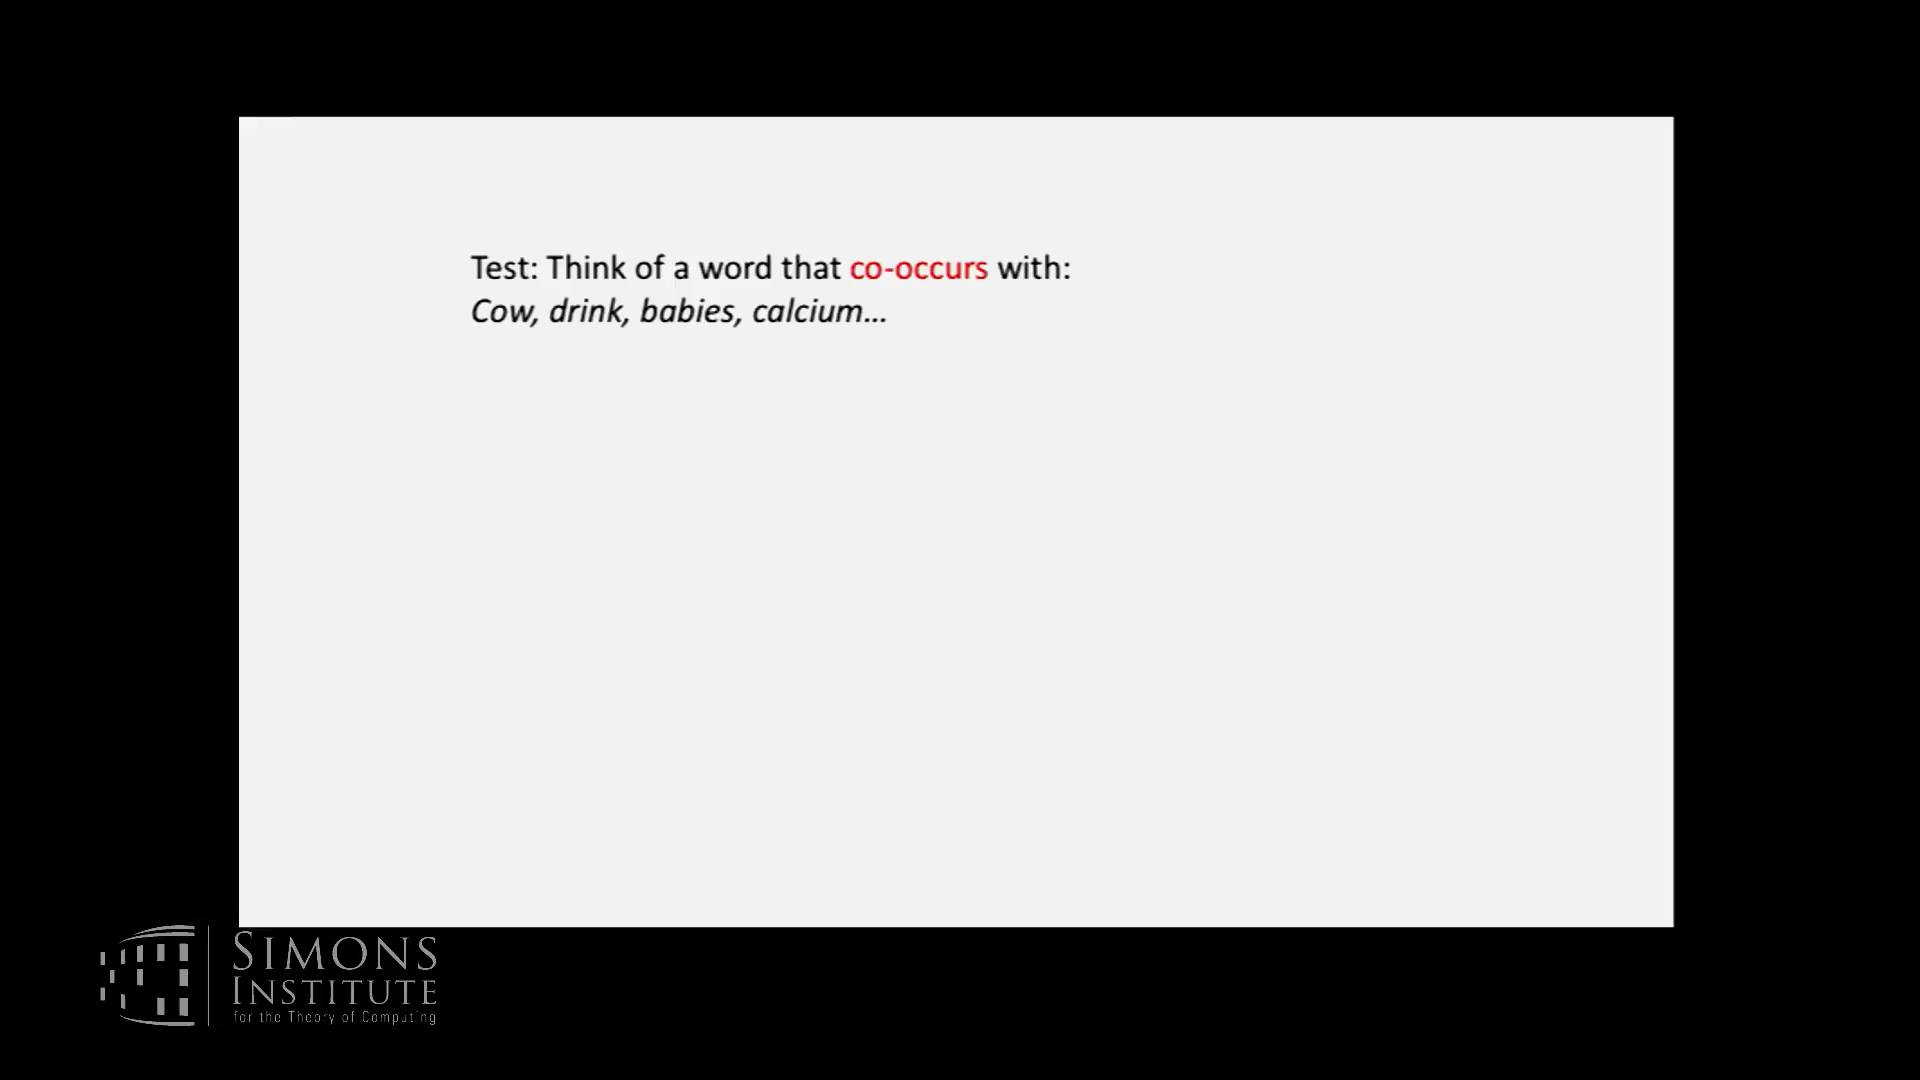 Test: Think of a word that co-occurs with:
Cow, drink, babies, calcium...
SIMONS
INSTITUTE
for the Theory of Computing